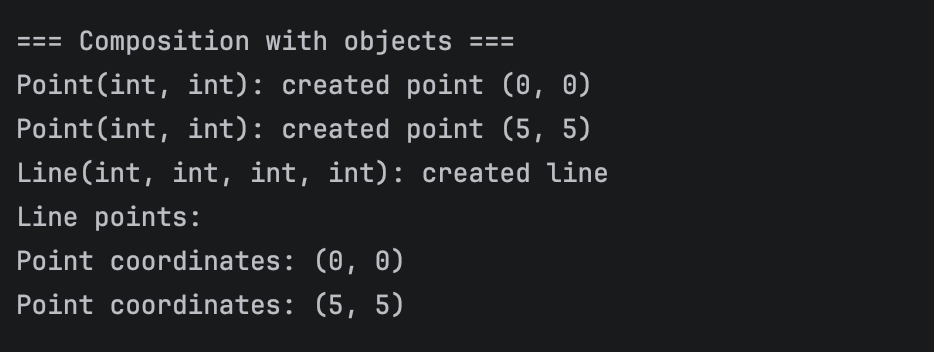 === Composition with objects ===
Point(int, int): created point (0, 0)
Point(int, int): created point (5, 5)
Line(int, int, int, int): created line
Line points:
Point coordinates: (0, 0)
Point coordinates: (5, 5)